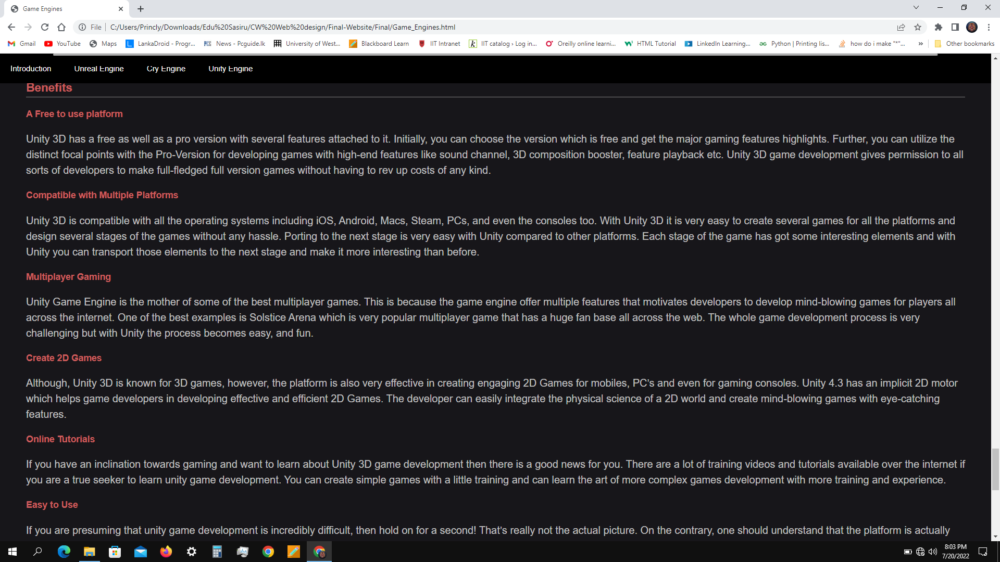 Game Engines
File C:/Users/Princly/Downloads/Edu%20Sasiru/CW%20Web%20design/Final-Website/Final/Game_Engines.html
Gmail YouTube Maps LankaDroid - Progr... News - Pcguide.lk University of West... Blackboard Learn IIT Intranet IIT catalog › Log in... Oreilly online learni... HTML Tutorial LinkedIn Learning... Python | Printing lis... how do i make "*"... » Other bookmarks
Introduction Unreal Engine Cry Engine Unity Engine
Benefits
A Free to use platform
Unity 3D has a free as well as a pro version with several features attached to it. Initially, you can choose the version which is free and get the major gaming features highlights. Further, you can utilize the
distinct focal points with the Pro-Version for developing games with high-end features like sound channel, 3D composition booster, feature playback etc. Unity 3D game development gives permission to all
sorts of developers to make full-fledged full version games without having to rev up costs of any kind.
Compatible with Multiple Platforms
Unity 3D is compatible with all the operating systems including iOS, Android, Macs, Steam, PCs, and even the consoles too. With Unity 3D it is very easy to create several games for all the platforms and
design several stages of the games without any hassle. Porting to the next stage is very easy with Unity compared to other platforms. Each stage of the game has got some interesting elements and with
Unity you can transport those elements to the next stage and make it more interesting than before.
Multiplayer Gaming
Unity Game Engine is the mother of some of the best multiplayer games. This is because the game engine offer multiple features that motivates developers to develop mind-blowing games for players all
across the internet. One of the best examples is Solstice Arena which is very popular multiplayer game that has a huge fan base all across the web. The whole game development process is very
challenging but with Unity the process becomes easy, and fun.
Create 2D Games
Although, Unity 3D is known for 3D games, however, the platform is also very effective in creating engaging 2D Games for mobiles, PC’s and even for gaming consoles. Unity 4.3 has an implicit 2D motor
which helps game developers in developing effective and efficient 2D Games. The developer can easily integrate the physical science of a 2D world and create mind-blowing games with eye-catching
features.
Online Tutorials
If you have an inclination towards gaming and want to learn about Unity 3D game development then there is a good news for you. There are a lot of training videos and tutorials available over the internet if
you are a true seeker to learn unity game development. You can create simple games with a little training and can learn the art of more complex games development with more training and experience.
Easy to Use
If you are presuming that unity game development is incredibly difficult, then hold on for a second! That’s really not the actual picture. On the contrary, one should understand that the platform is actually
8:03 PM
7/20/2022